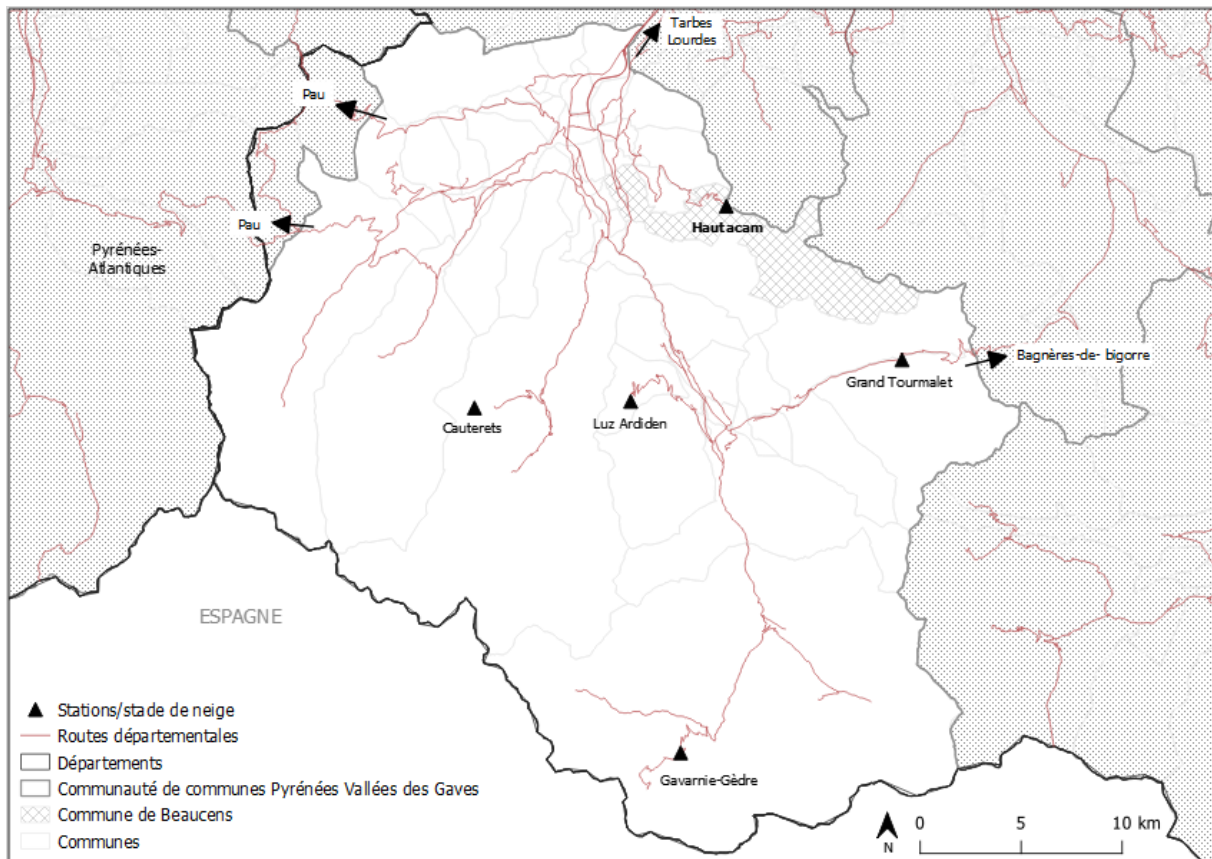 Tarbes
Lourdes
Pau
Pau
Hautacam
Pyrénées-
Atlantiques
Bagnères-de- bigorre
Grand Tourmalet
Cauterets
Luz Ardiden
ESPAGNE
Gavarnie-Gèdre
Stations/stade de neige
Routes départementales
Départements
Communauté de communes Pyrénées Vallées des Gaves
Commune de Beaucens
Communes
N
0 5 10 km